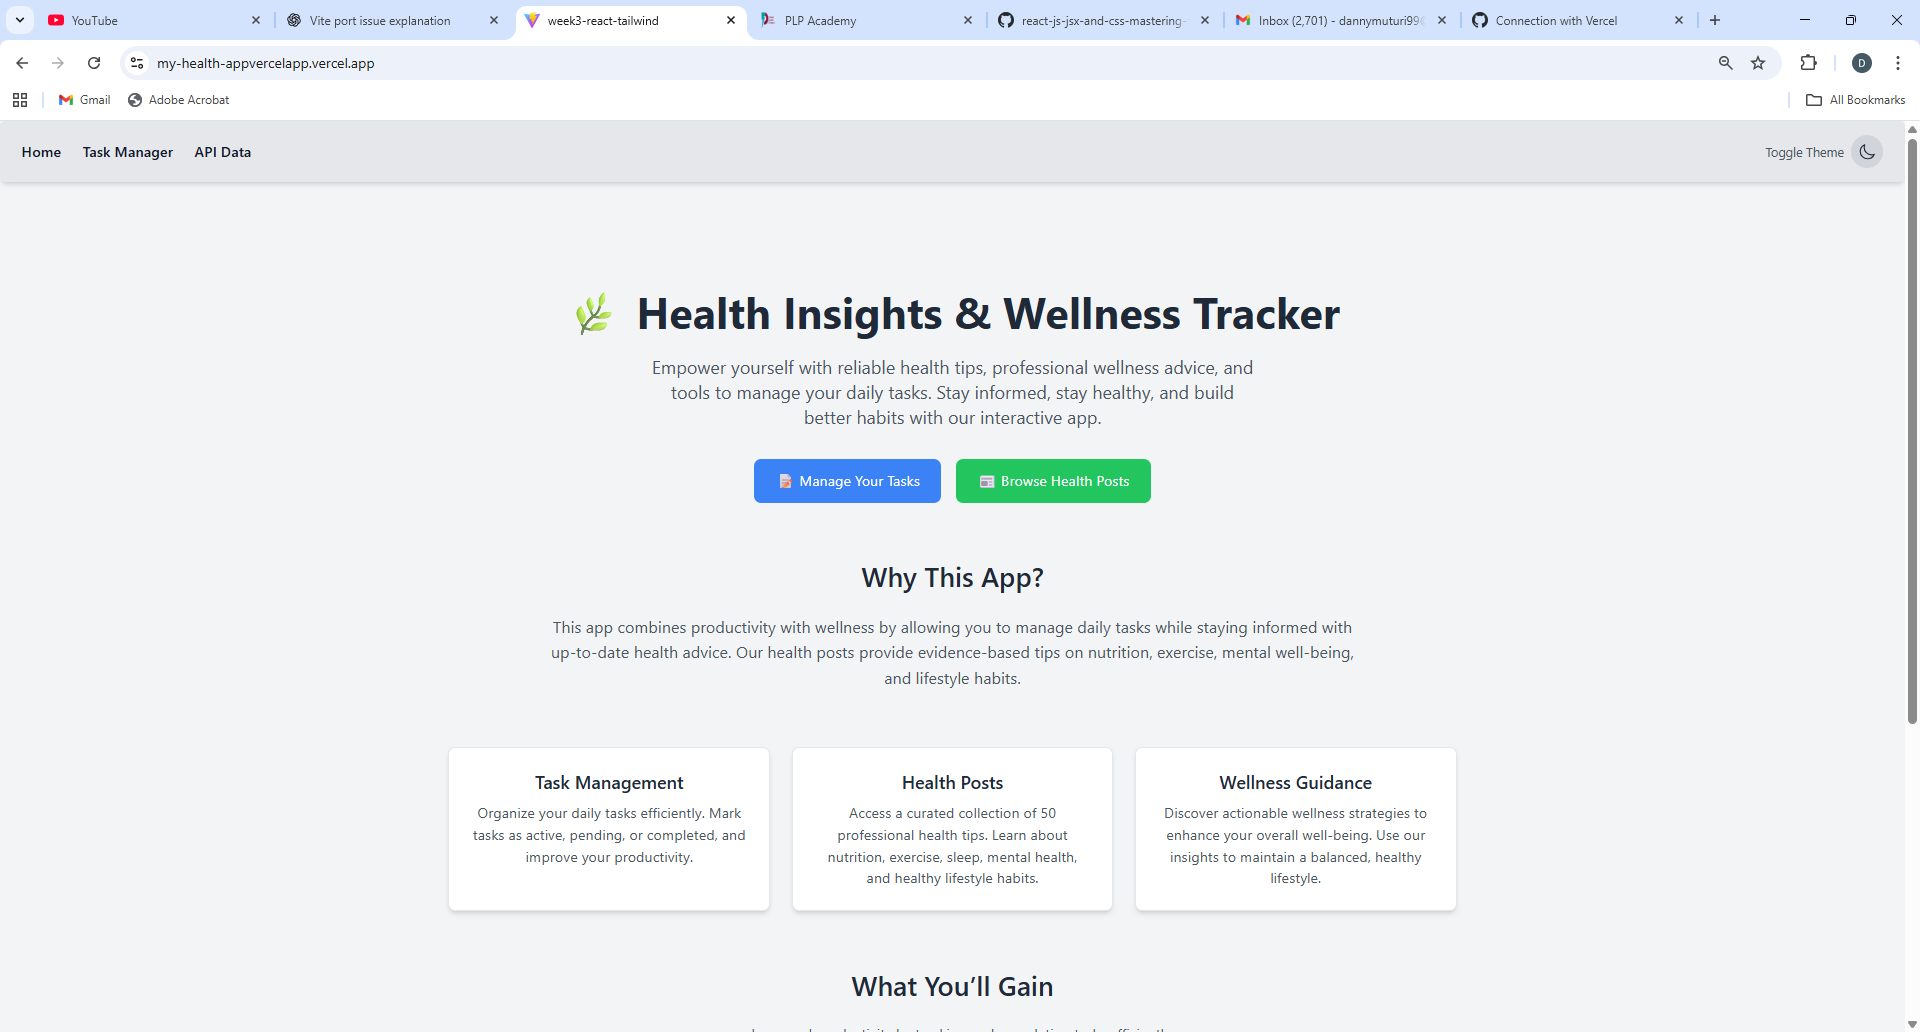 YouTube
Vite port issue explanation
week3-react-tailwind
PLP Academy
react-js-jsx-and-css-mastering-
Inbox (2,701) - dannymuturi99
Connection with Vercel
my-health-appvercelapp.vercel.app
D
Gmail
Adobe Acrobat
All Bookmarks
Home
Task Manager
API Data
Toggle Theme
Health Insights & Wellness Tracker
Empower yourself with reliable health tips, professional wellness advice, and
tools to manage your daily tasks. Stay informed, stay healthy, and build
better habits with our interactive app.
Manage Your Tasks
Browse Health Posts
Why This App?
This app combines productivity with wellness by allowing you to manage daily tasks while staying informed with
up-to-date health advice. Our health posts provide evidence-based tips on nutrition, exercise, mental well-being,
and lifestyle habits.
Task Management
Organize your daily tasks efficiently. Mark
tasks as active, pending, or completed, and
improve your productivity.
Health Posts
Access a curated collection of 50
professional health tips. Learn about
nutrition, exercise, sleep, mental health,
and healthy lifestyle habits.
Wellness Guidance
Discover actionable wellness strategies to
enhance your overall well-being. Use our
insights to maintain a balanced, healthy
lifestyle.
What You’ll Gain